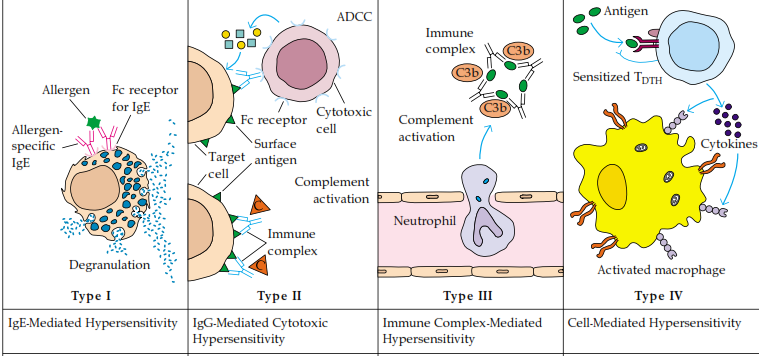 Allergen
Fc receptor
for IgE
Allergen-
specific
IgE
Degranulation
Type I
IgE-Mediated Hypersensitivity
ADCC
Fc receptor
Cytotoxic
cell
Surface
antigen
Target
cell
Complement
activation
C
Immune
complex
C
Type II
IgG-Mediated Cytotoxic
Hypersensitivity
Immune
complex
C3b
C3b
C3b
Complement
activation
Neutrophil
Type III
Immune Complex-Mediated
Hypersensitivity
Antigen
Sensitized TDTH
Cytokines
Activated macrophage
Type IV
Cell-Mediated Hypersensitivity